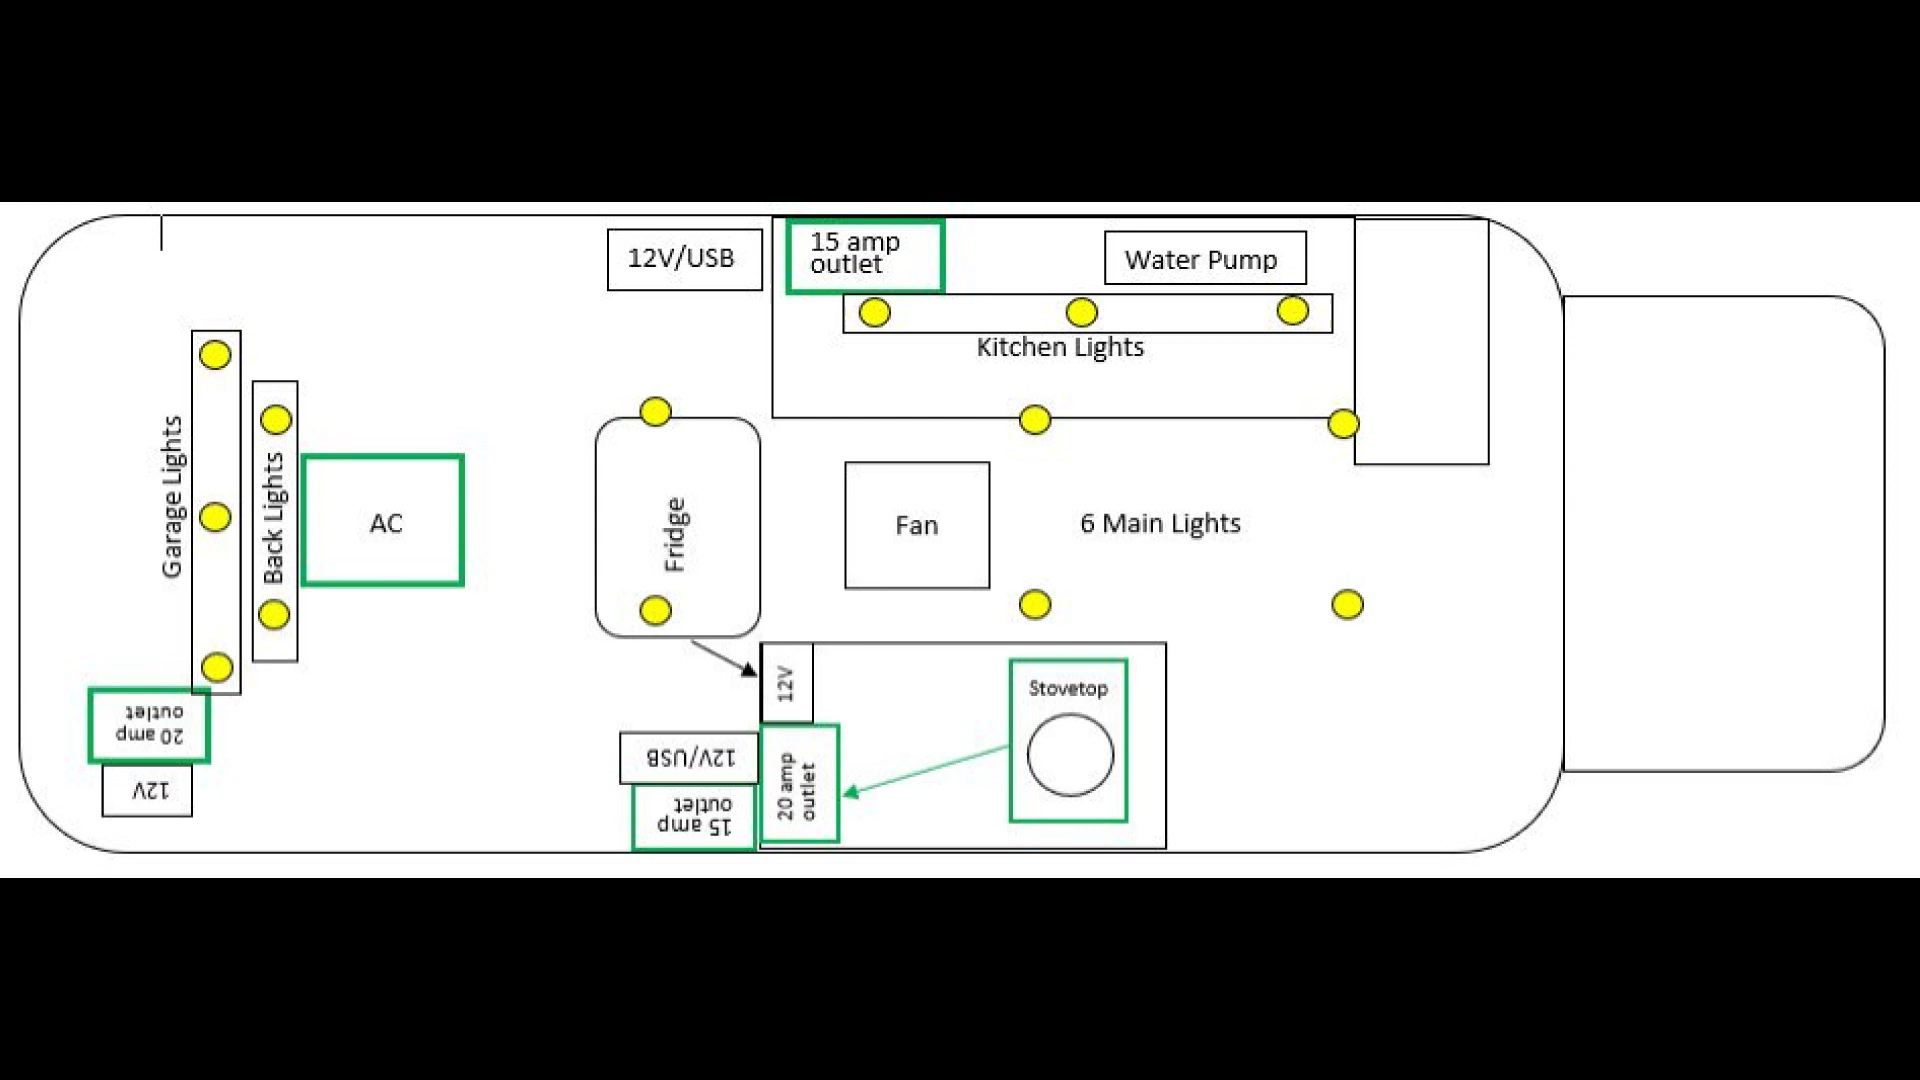 12V/USB
15 amp
outlet
Water Pump
Kitchen Lights
Garage Lights
Back Lights
AC
Fridge
Fan
6 Main Lights
12V
Stovetop
20 amp
outlet
12V
12V/USB
15 amp
outlet
20 amp
outlet